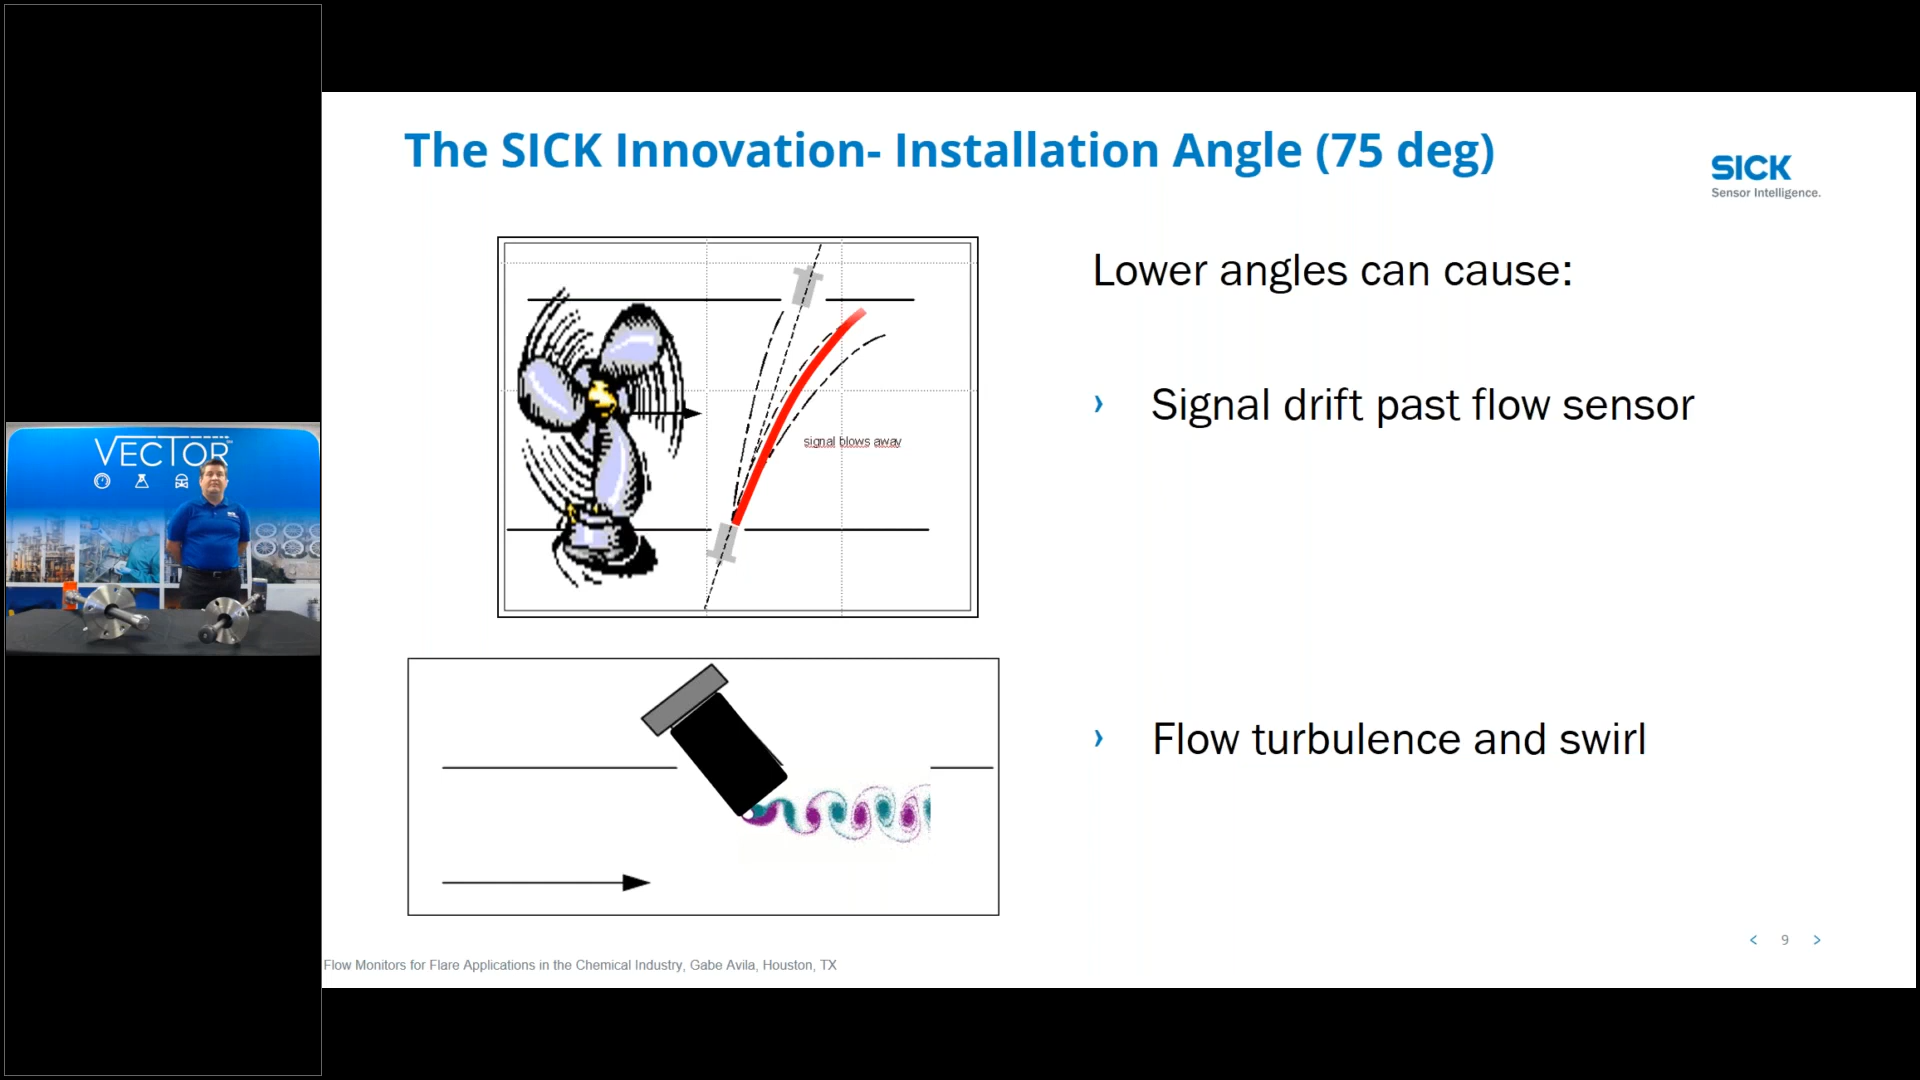 The SICK Innovation- Installation Angle (75 deg)
SICK
Sensor Intelligence.
Lower angles can cause:
› Signal drift past flow sensor
signal blows away
VECTOR
› Flow turbulence and swirl
< 9 >
Flow Monitors for Flare Applications in the Chemical Industry, Gabe Avila, Houston, TX